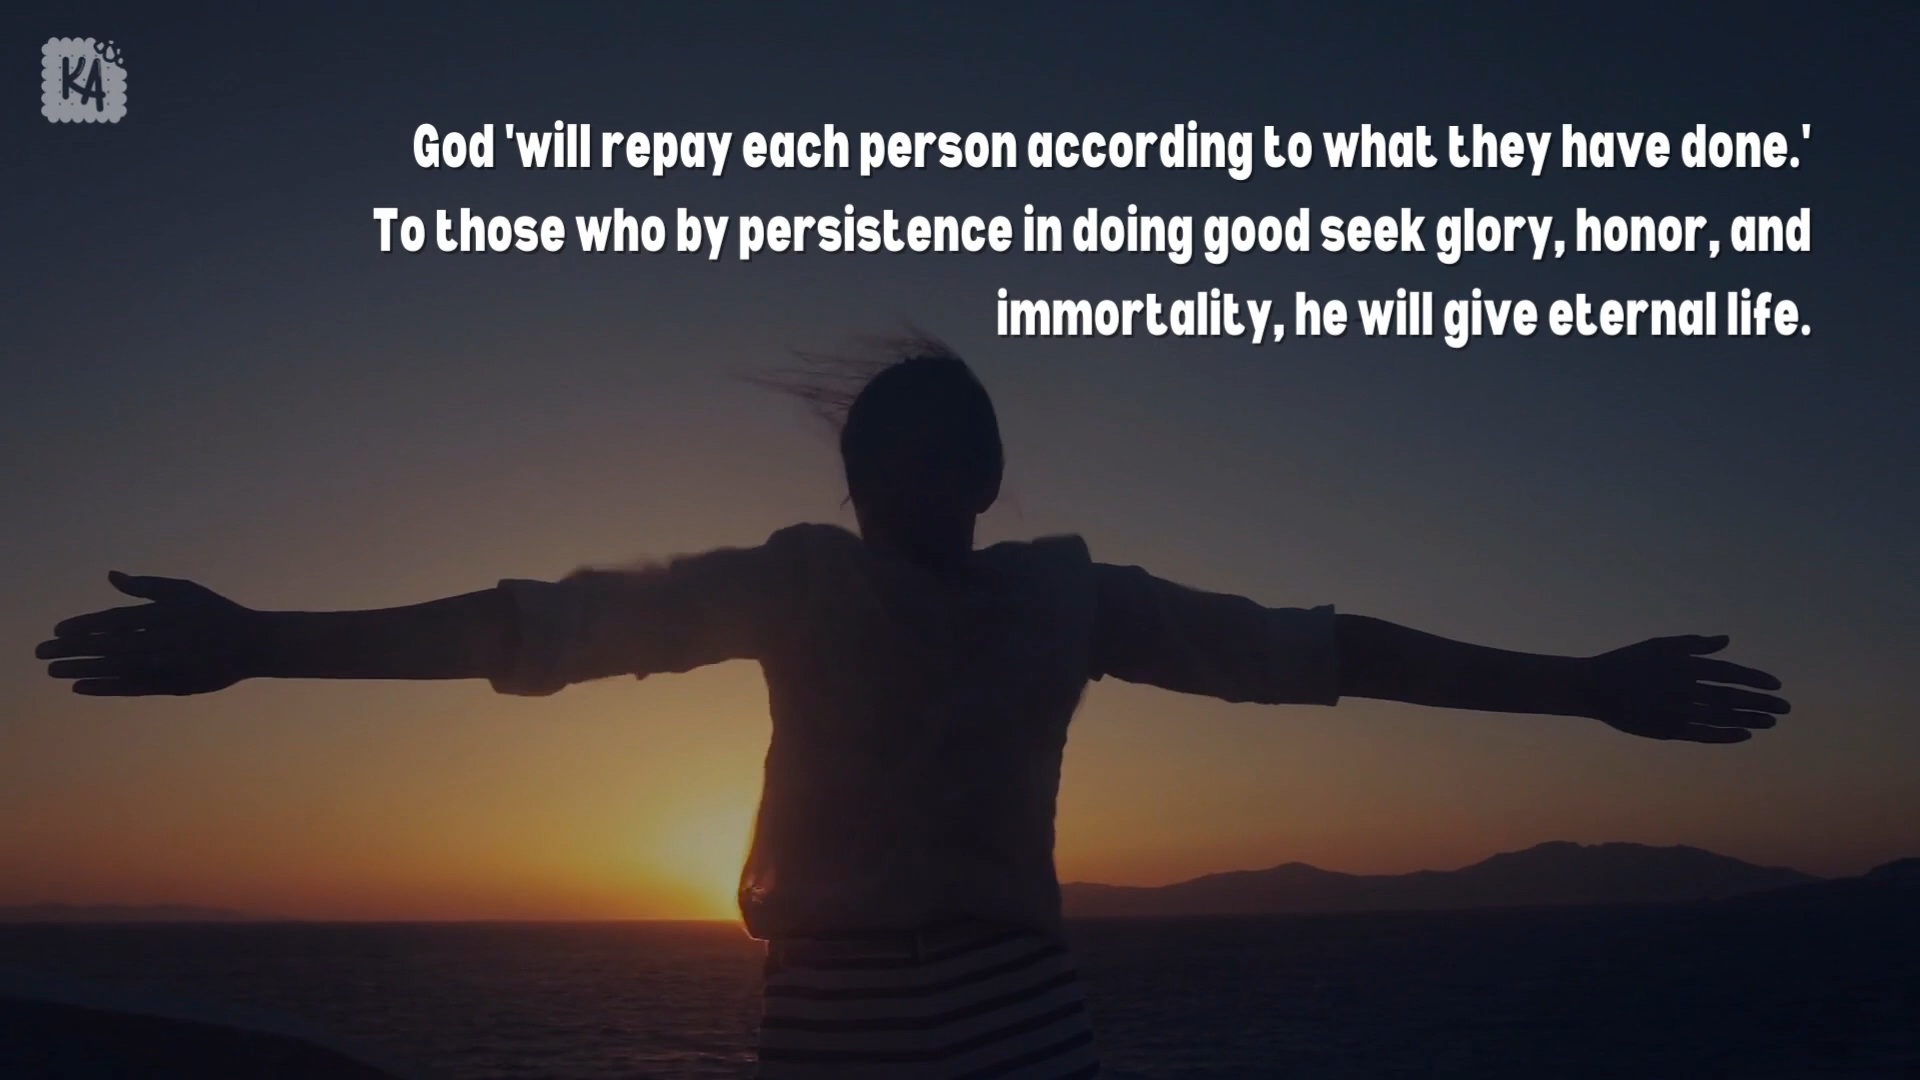 KA
God 'will repay each person according to what they have done.'
To those who by persistence in doing good seek glory, honor, and
immortality, he will give eternal life.